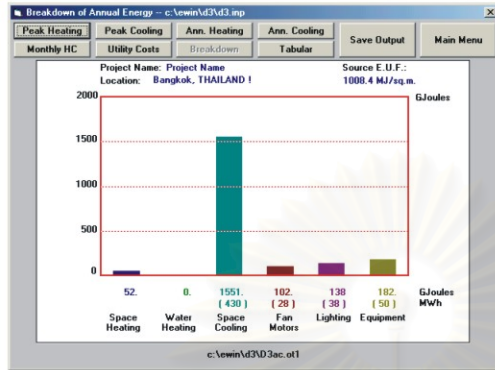 Breakdown of Annual Energy -- c:\ewin\d3\d3.inp
Peak Heating Peak Cooling Ann. Heating Ann. Cooling Save Output Main Menu
Monthly HC Utility Costs Breakdown Tabular
Project Name: Project Name Source E.U.F.:
Location: Bangkok, THAILAND ! 1008.4 MJ/sq.m.
2000 GJoules
1500
1000
500
0
52. 0. 1551. 102. 138 182. GJoules
( 430 ) ( 28 ) ( 38 ) ( 50 ) MWh
Space Water Space Fan Lighting Equipment
Heating Heating Cooling Motors
c:\ewin\d3\D3ac.ot1